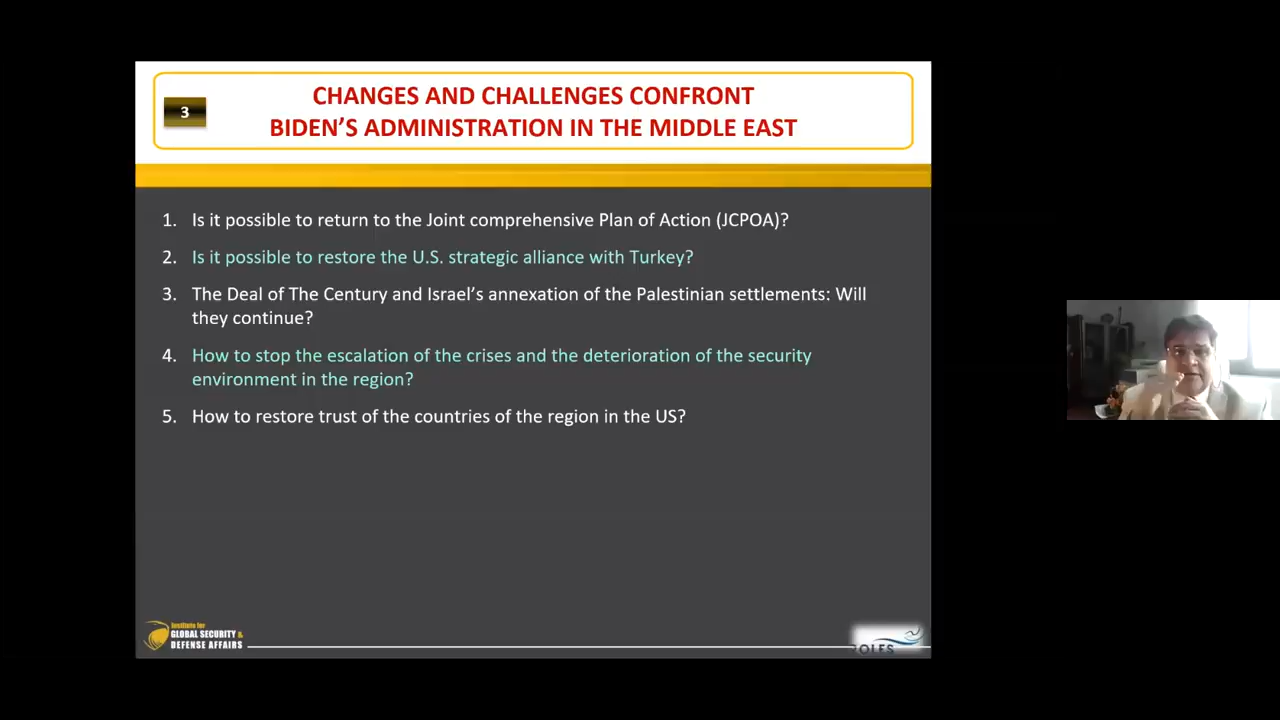 3
CHANGES AND CHALLENGES CONFRONT
BIDEN'S ADMINISTRATION IN THE MIDDLE EAST
1. Is it possible to return to the Joint comprehensive Plan of Action (JCPOA)?
2. Is it possible to restore the U.S. strategic alliance with Turkey?
3. The Deal of The Century and Israel's annexation of the Palestinian settlements: Will
they continue?
4. How to stop the escalation of the crises and the deterioration of the security
environment in the region?
5. How to restore trust of the countries of the region in the US?
Institute for
GLOBAL SECURITY &
DEFENSE AFFAIRS